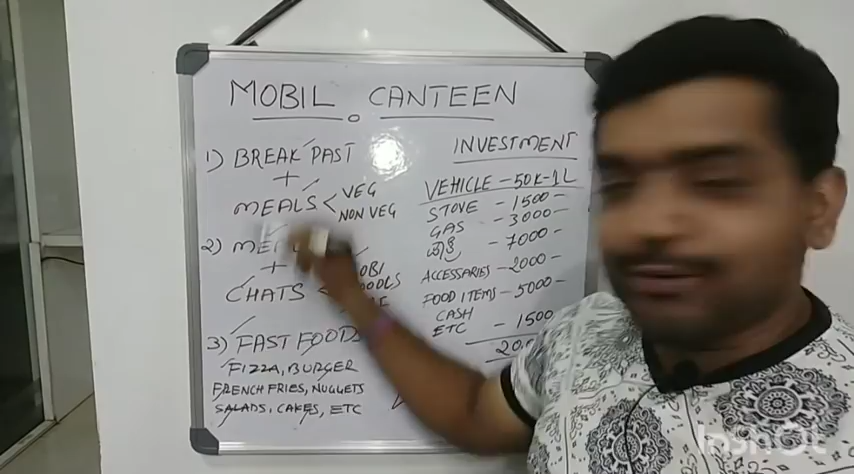 MOBIL CANTEEN
1) BREAK PAST
+
MEALS < VEG
NON VEG
2)
+
CHATS
3) FAST FOODS
PIZZA, BURGER
FRENCH FRIES, NUGGETS
SALADS, CAKES, ETC
INVESTMENT
VEHICLE - 50K-1L
STOVE - 1500-
GAS - 3000-
- 7000-
ACCESSARIES - 2000-
FOOD ITEMS - 5000-
CASH
ETC - 1500
InShOt